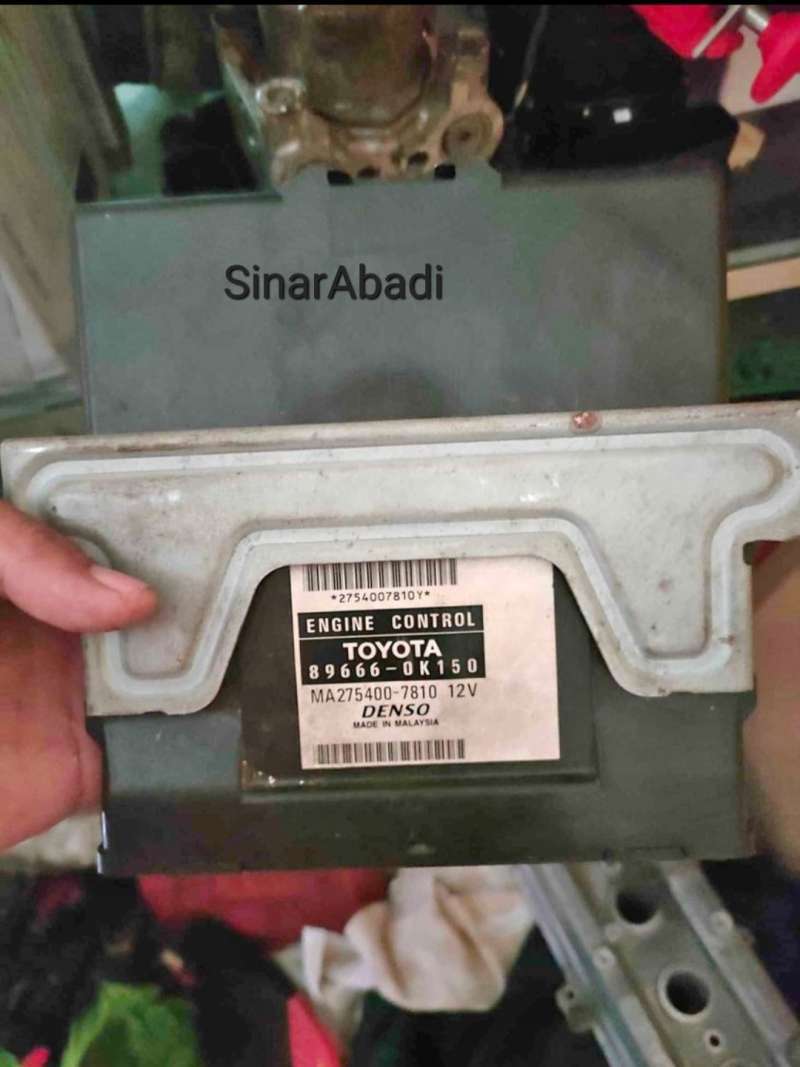 SinarAbadi
*2754007810Y*
ENGINE CONTROL
TOYOTA
89666-0K150
MA275400-7810 12V
DENSO
MADE IN MALAYSIA